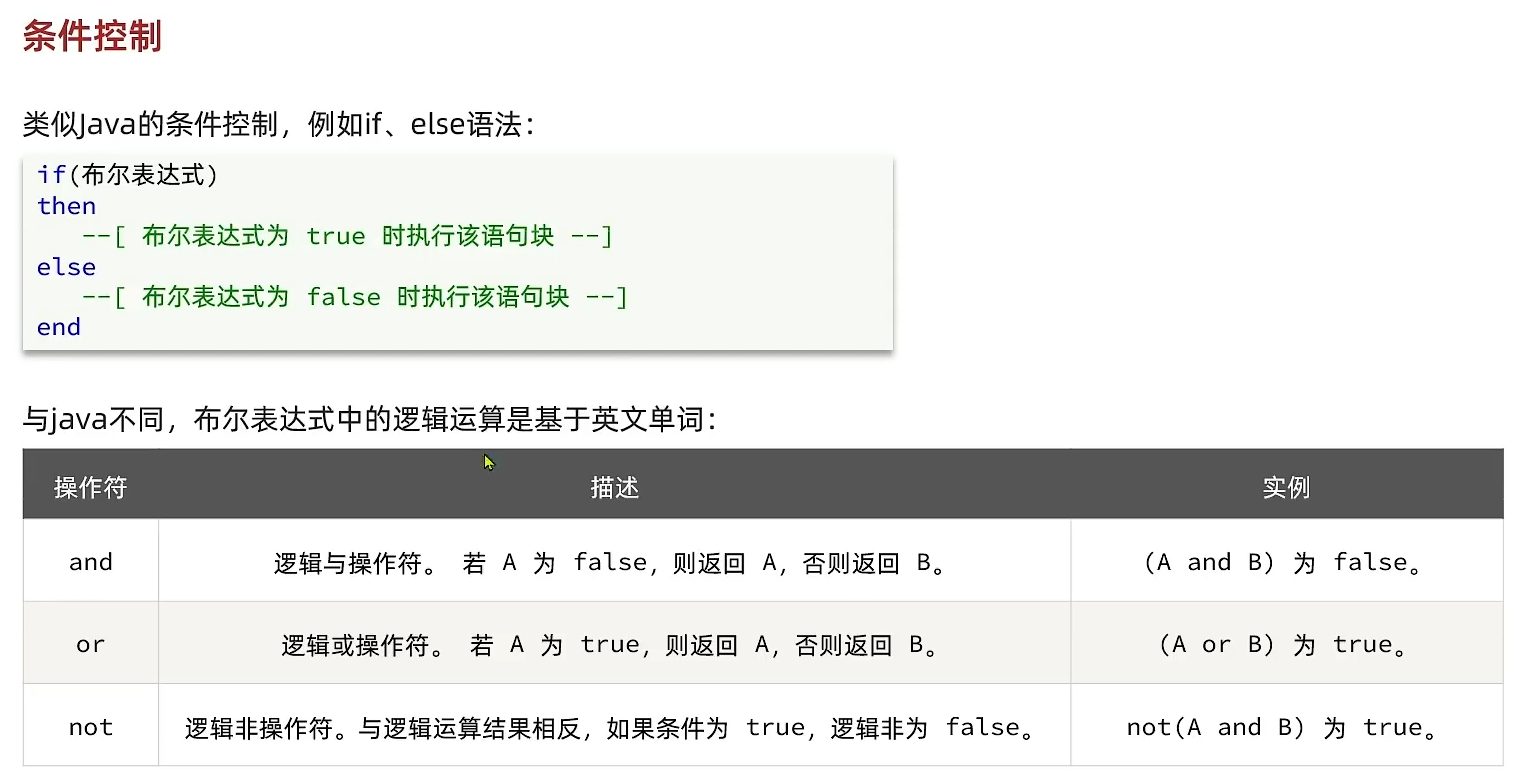 条件控制
类似Java的条件控制，例如if、else语法：
if(布尔表达式)
then
--[ 布尔表达式为 true 时执行该语句块 --]
else
--[ 布尔表达式为 false 时执行该语句块 --]
end
与java不同，布尔表达式中的逻辑运算是基于英文单词：
操作符 描述 实例
and 逻辑与操作符。 若 A 为 false，则返回 A，否则返回 B。 (A and B) 为 false。
or 逻辑或操作符。 若 A 为 true，则返回 A，否则返回 B。 (A or B) 为 true。
not 逻辑非操作符。与逻辑运算结果相反，如果条件为 true，逻辑非为 false。 not(A and B) 为 true。